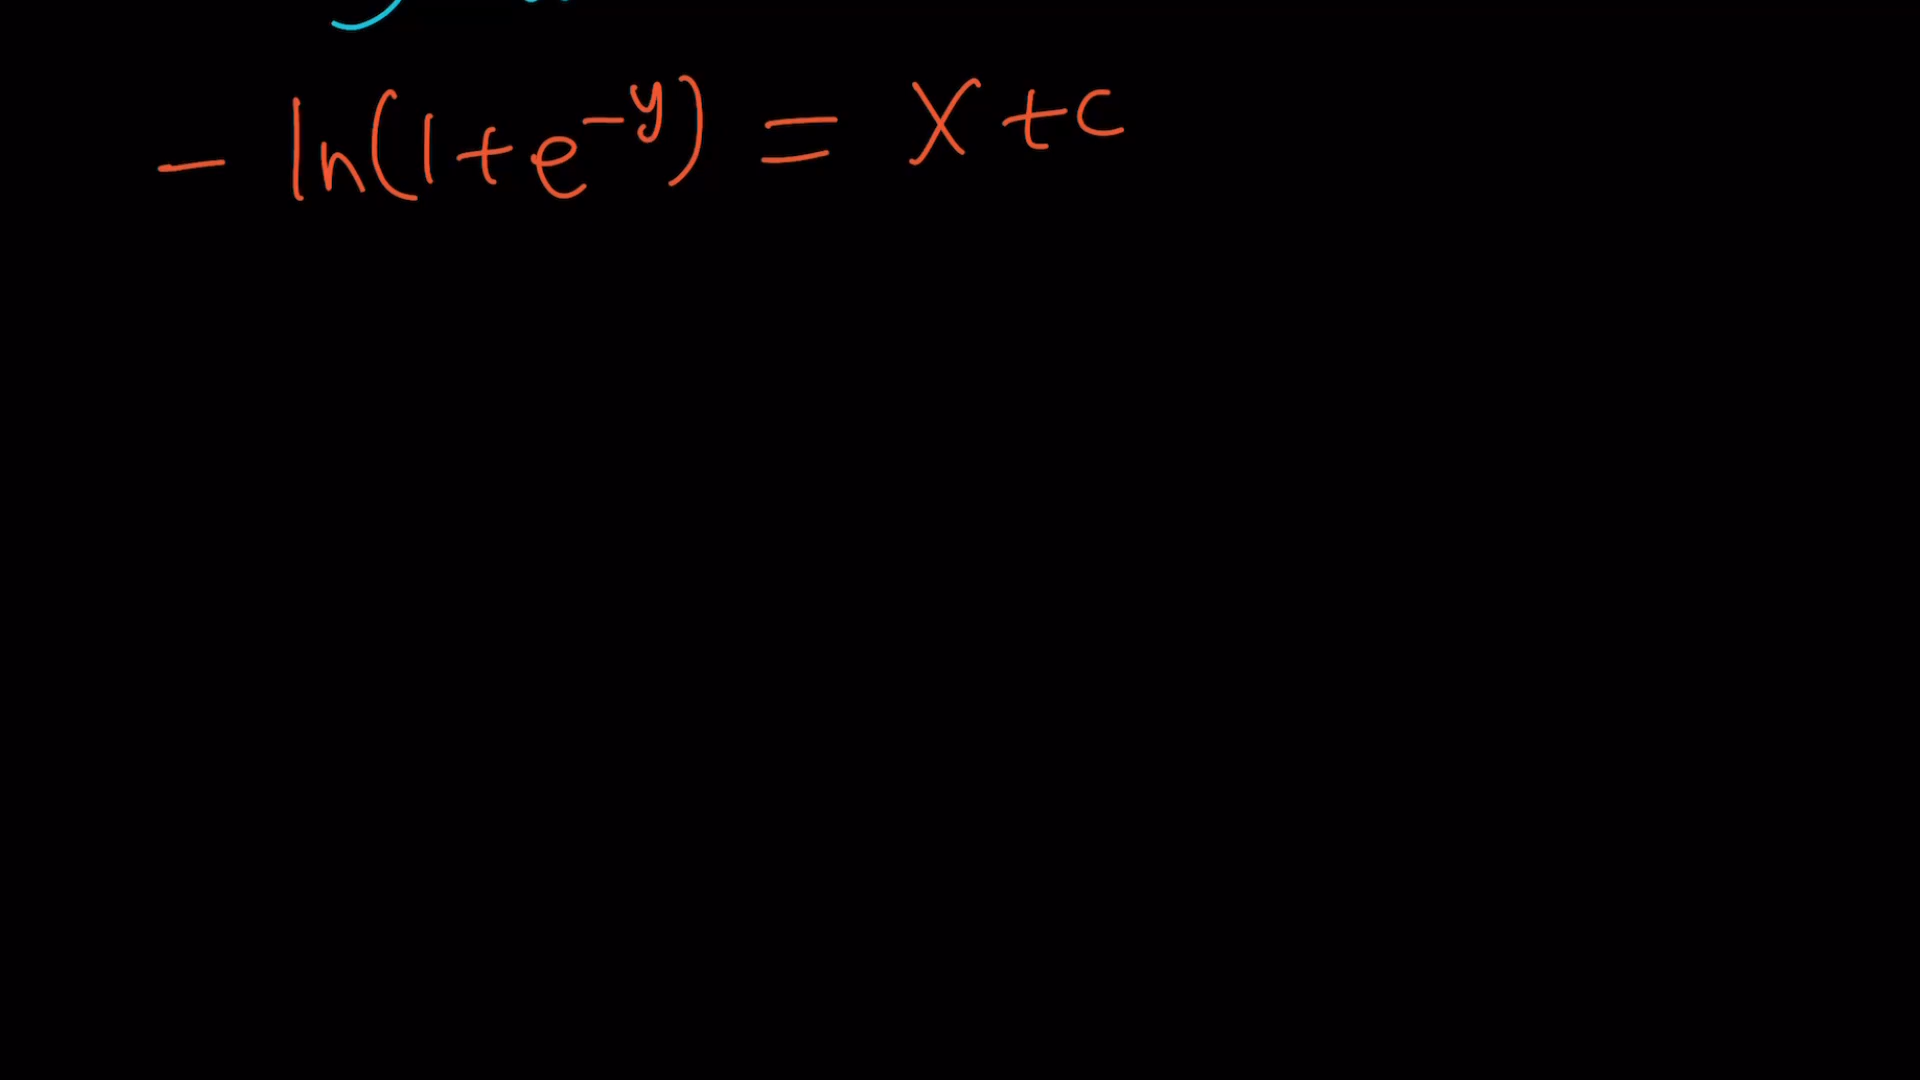 - ln(1+e^-y) = x+c